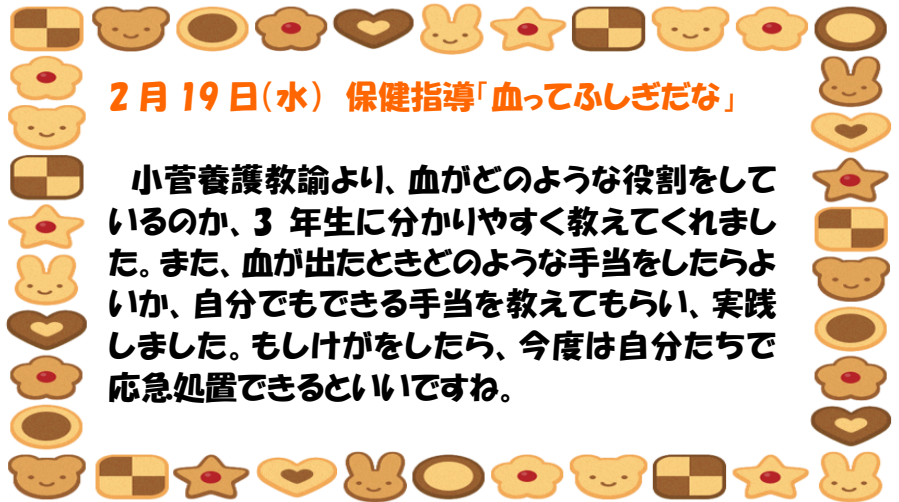 2月19日(水) 保健指導「血ってふしぎだな」
小菅養護教諭より、血がどのような役割をして
いるのか、3 年生に分かりやすく教えてくれまし
た。また、血が出たときどのような手当をしたらよ
いか、自分でもできる手当を教えてもらい、実践
しました。もしけがをしたら、今度は自分たちで
応急処置できるといいですね。